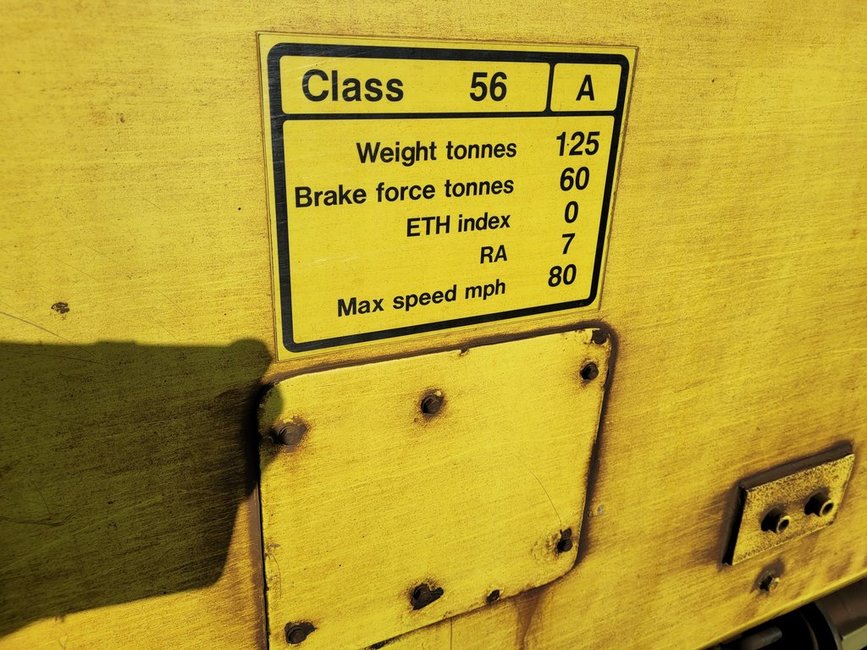 Class 56 A
Weight tonnes 125
Brake force tonnes 60
ETH index 0
RA 7
Max speed mph 80